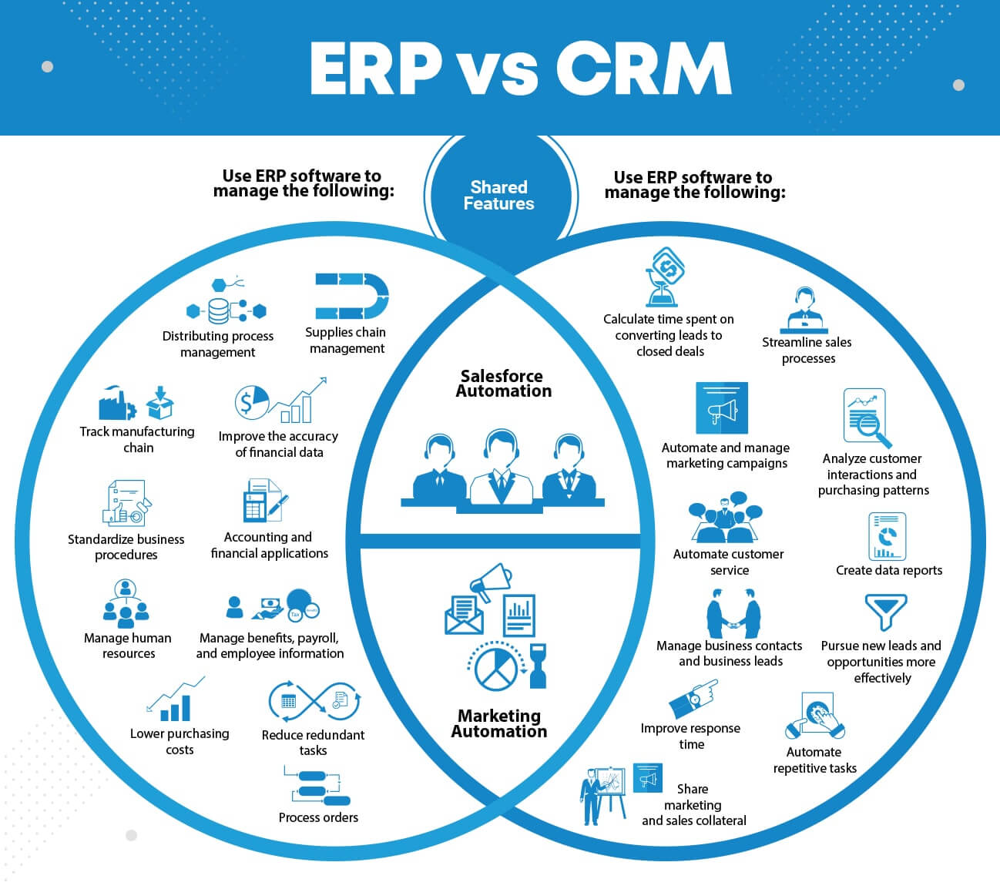 ERP vs CRM
Shared
Features
Use ERP software to
manage the following:
Distributing process
management
Supplies chain
management
Track manufacturing
chain
Improve the accuracy
of financial data
Standardize business
procedures
Accounting and
financial applications
Manage human
resources
Tax
Manage benefits, payroll,
and employee information
Lower purchasing
costs
Reduce redundant
tasks
Process orders
Salesforce
Automation
Marketing
Automation
Use ERP software to
manage the following:
Calculate time spent on
converting leads to
closed deals
Streamline sales
processes
Automate and manage
marketing campaigns
Analyze customer
interactions and
purchasing patterns
Automate customer
service
Create data reports
Manage business contacts
and business leads
Pursue new leads and
opportunities more
effectively
Improve response
time
Automate
repetitive tasks
Share
marketing
and sales collateral